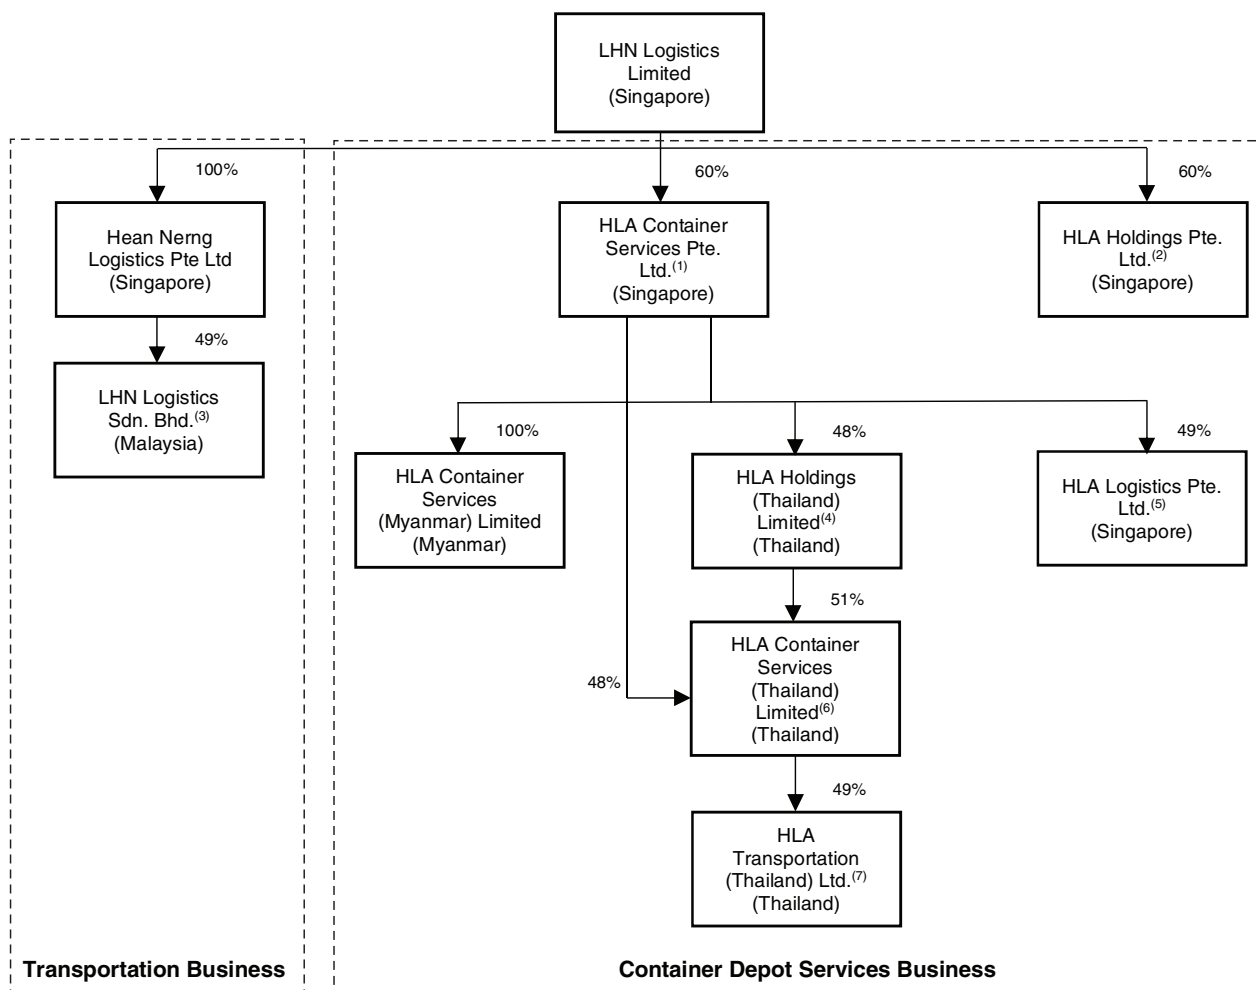 LHN Logistics
Limited
(Singapore)
100%
60%
60%
Hean Nerng
Logistics Pte Ltd
(Singapore)
HLA Container
Services Pte.
Ltd.(1)
(Singapore)
HLA Holdings Pte.
Ltd.(2)
(Singapore)
49%
LHN Logistics
Sdn. Bhd.(3)
(Malaysia)
100%
48%
49%
HLA Container
Services
(Myanmar) Limited
(Myanmar)
HLA Holdings
(Thailand)
Limited(4)
(Thailand)
HLA Logistics Pte.
Ltd.(5)
(Singapore)
51%
48%
HLA Container
Services
(Thailand)
Limited(6)
(Thailand)
49%
HLA
Transportation
(Thailand) Ltd.(7)
(Thailand)
Transportation Business
Container Depot Services Business